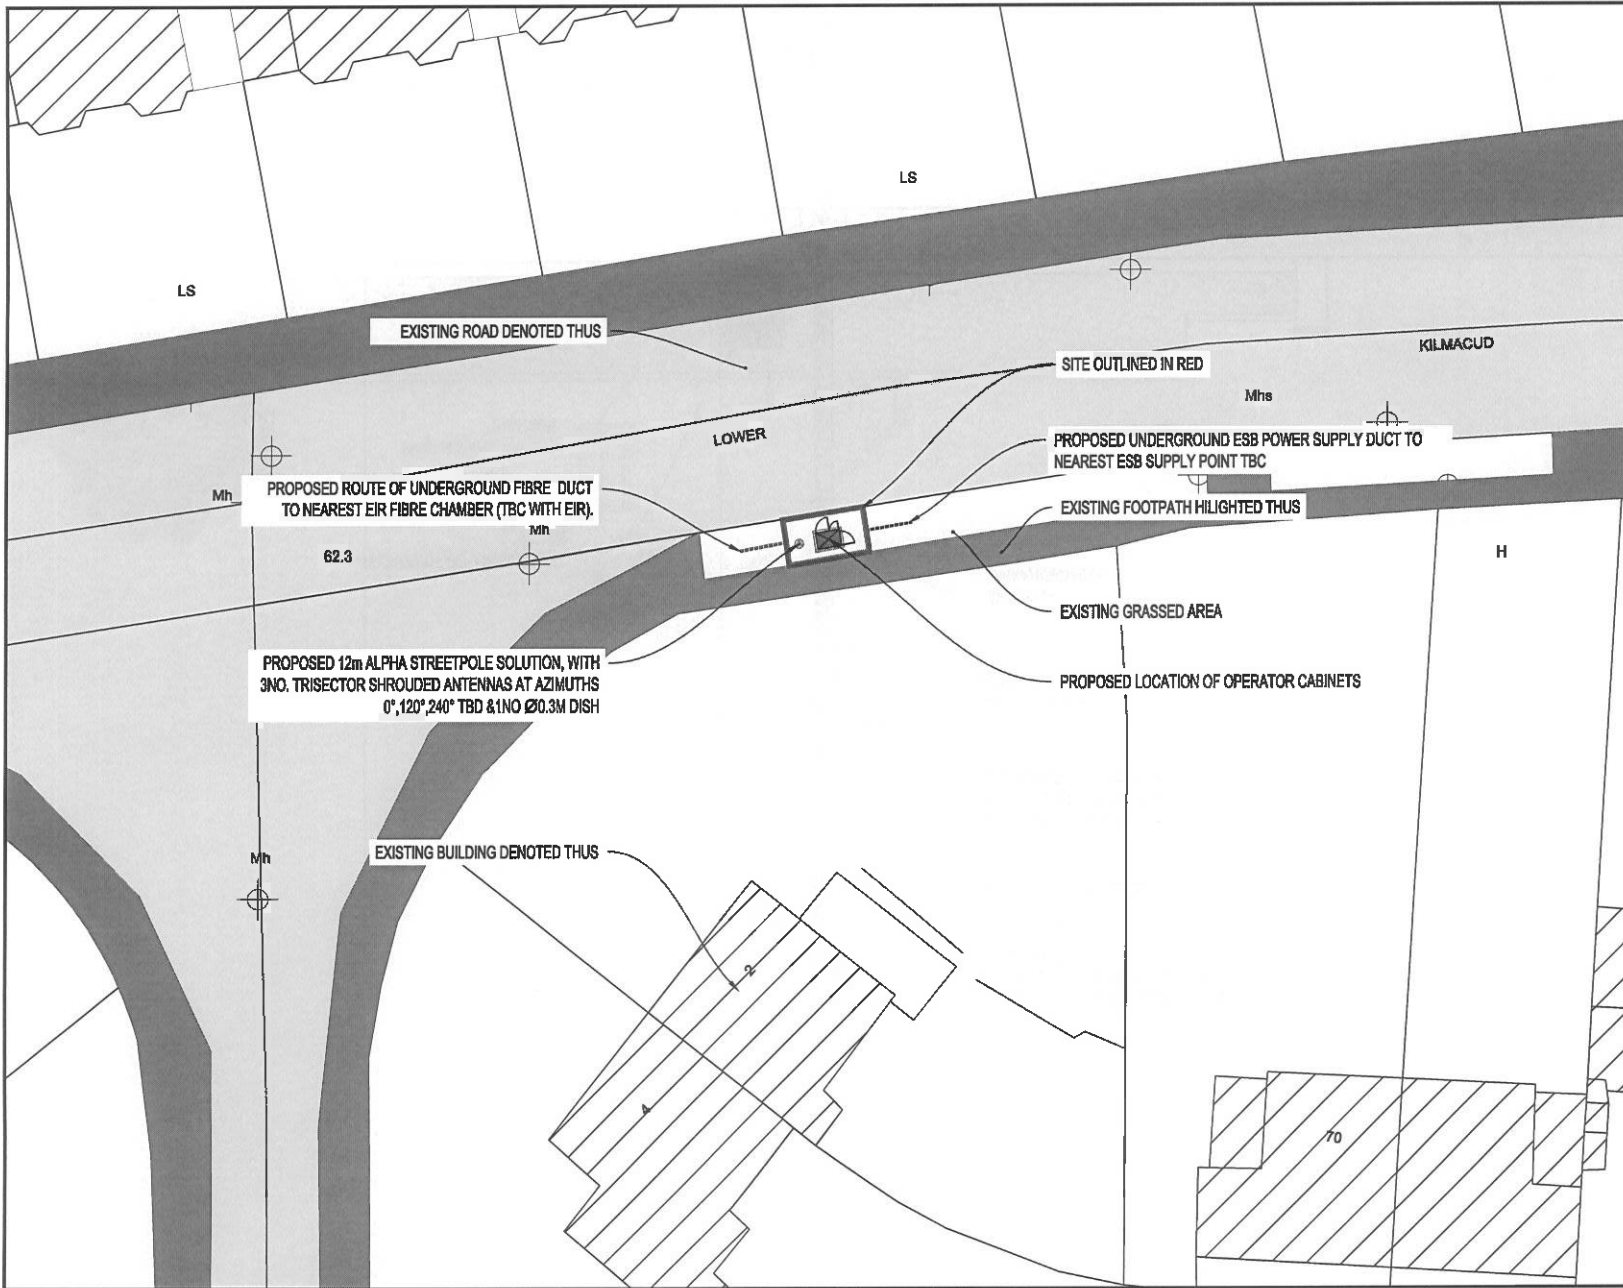 LS
LS
EXISTING ROAD DENOTED THUS
KILMACUD
SITE OUTLINED IN RED
Mhs
LOWER
PROPOSED UNDERGROUND ESB POWER SUPPLY DUCT TO
NEAREST ESB SUPPLY POINT TBC
Mh
PROPOSED ROUTE OF UNDERGROUND FIBRE DUCT
TO NEAREST EIR FIBRE CHAMBER (TBC WITH EIR).
EXISTING FOOTPATH HILIGHTED THUS
Mh
62.3
H
EXISTING GRASSED AREA
PROPOSED 12m ALPHA STREETPOLE SOLUTION, WITH
3NO. TRISECTOR SHROUDED ANTENNAS AT AZIMUTHS
0°,120°,240° TBD &1NO Ø0.3M DISH
PROPOSED LOCATION OF OPERATOR CABINETS
EXISTING BUILDING DENOTED THUS
Mh
2
4
70